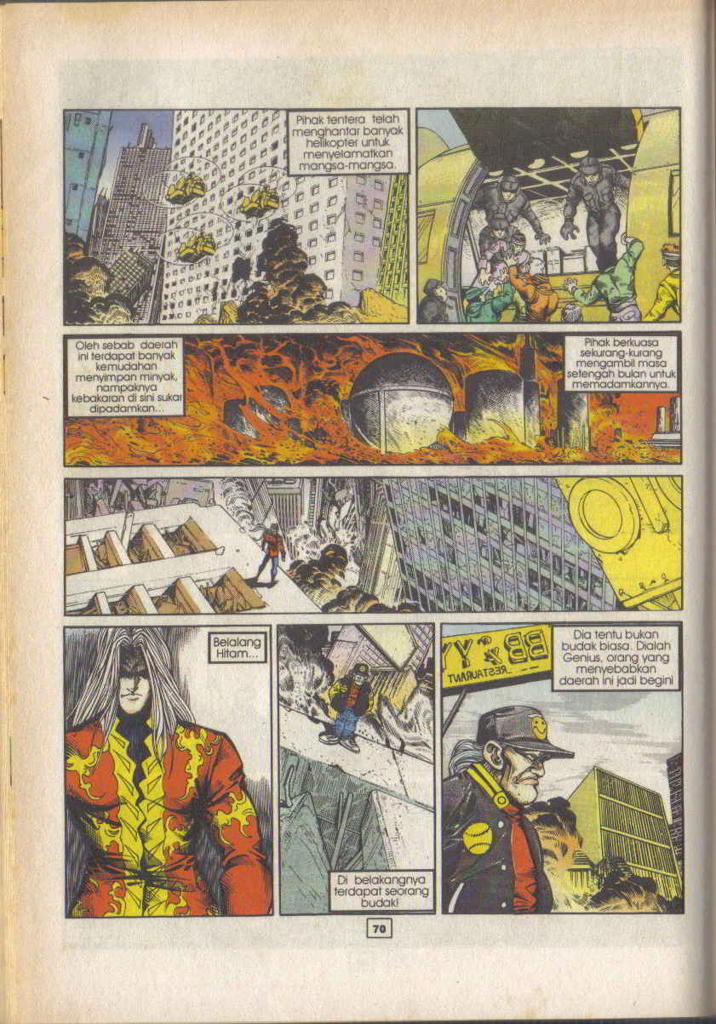 Pihak tentera telah
menghantar banyak
helikopter untuk
menyelamatkan
mangsa-mangsa.
Oleh sebab daerah
ini terdapat banyak
kemudahan
menyimpan minyak,
nampaknya
kebakaran di sini sukar
dipadamkan...
Pihak berkuasa
sekurang-kurang
mengambil masa
setengah bulan untuk
memadamkannya.
Belalang
Hitam...
Di belakangnya
terdapat seorang
budak!
Dia tentu bukan
budak biasa. Dialah
Genius, orang yang
menyebabkan
daerah ini jadi begini
RESTAURANT
70